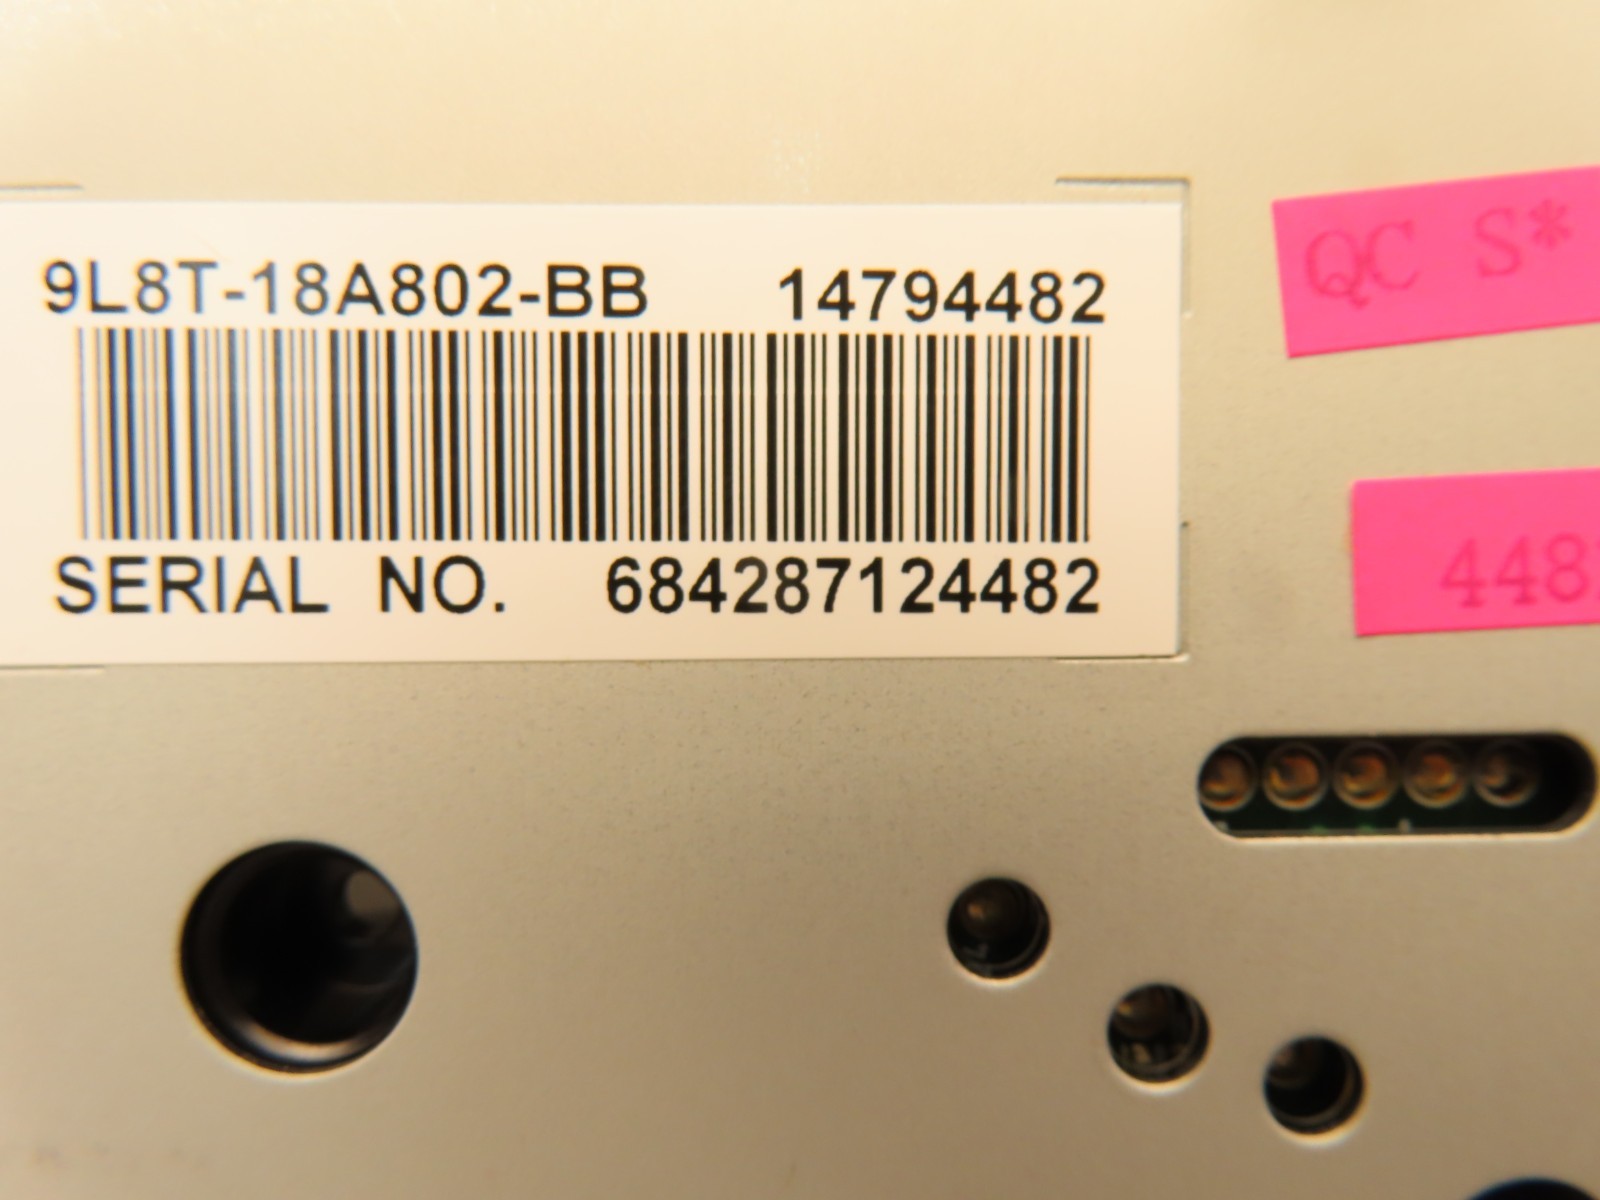 9L8T-18A802-BB 14794482
SERIAL NO. 684287124482
QC S*
448